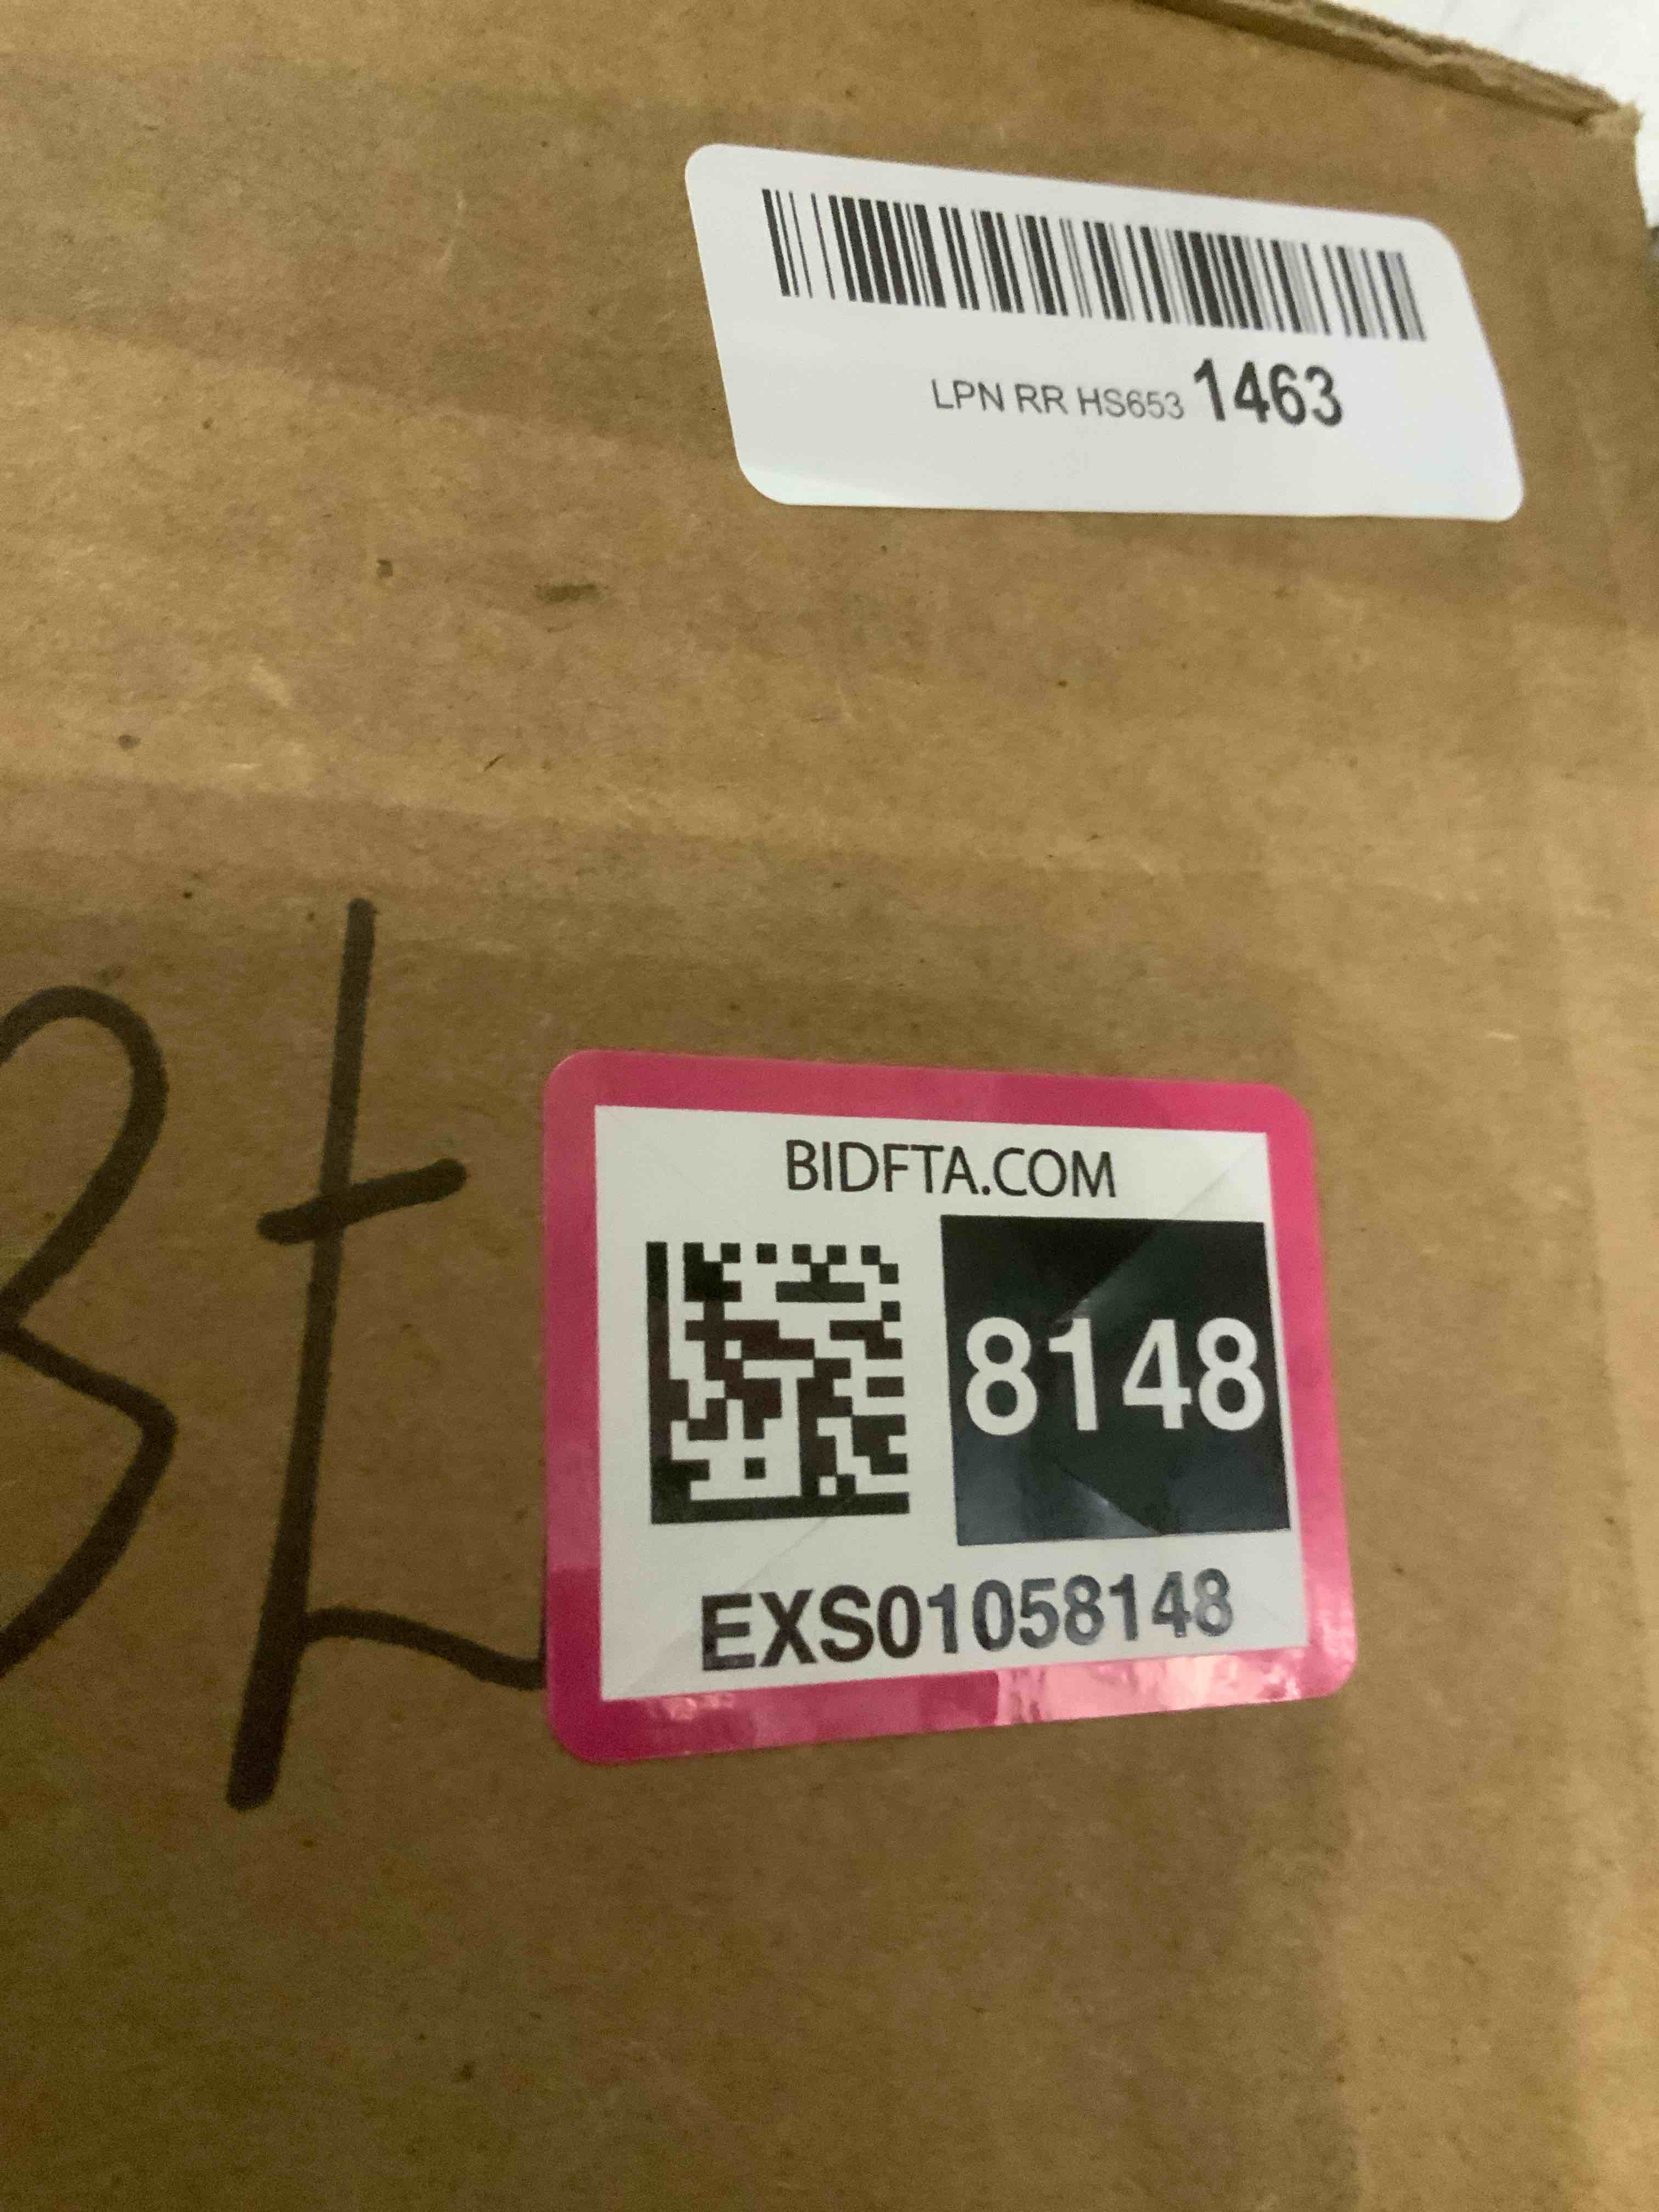 LPN RR HS653 1463
BIDFTA.COM
8148
EXS01058148